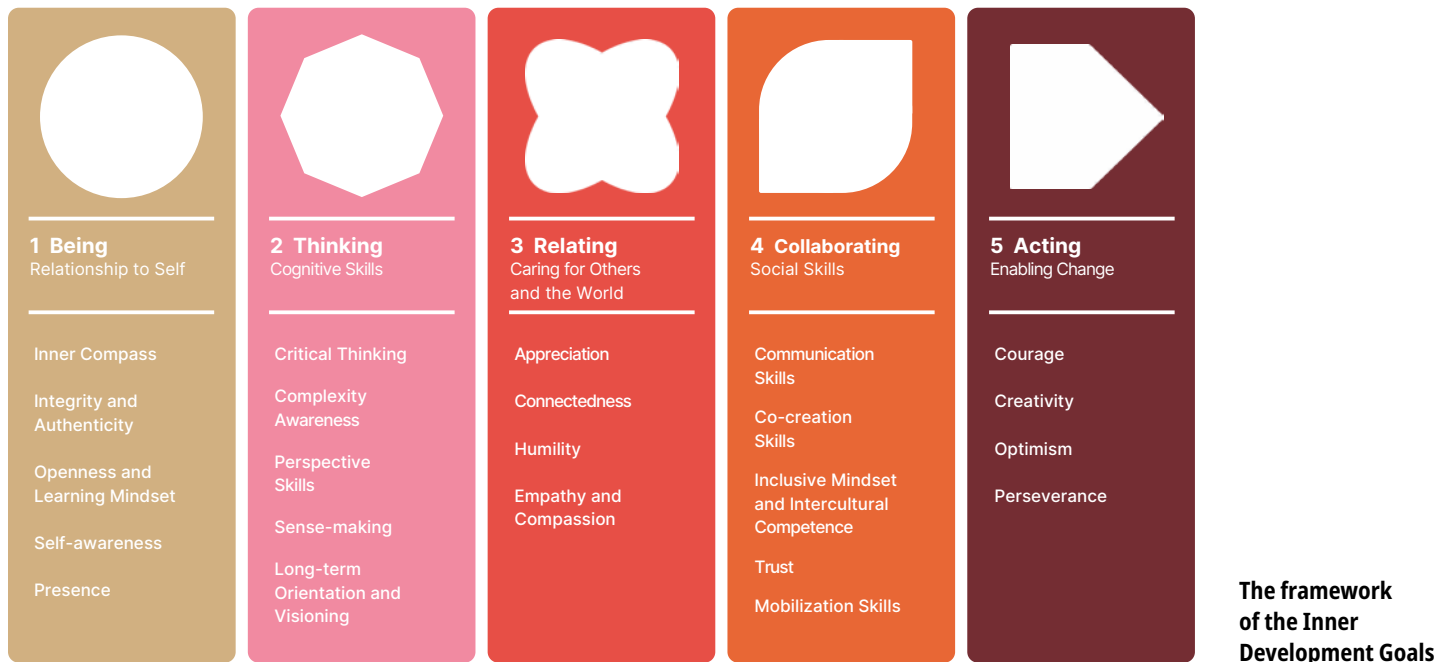 1 Being
Relationship to Self
Inner Compass
Integrity and
Authenticity
Openness and
Learning Mindset
Self-awareness
Presence
2 Thinking
Cognitive Skills
Critical Thinking
Complexity
Awareness
Perspective
Skills
Sense-making
Long-term
Orientation and
Visioning
3 Relating
Caring for Others
and the World
Appreciation
Connectedness
Humility
Empathy and
Compassion
4 Collaborating
Social Skills
Communication
Skills
Co-creation
Skills
Inclusive Mindset
and Intercultural
Competence
Trust
Mobilization Skills
5 Acting
Enabling Change
Courage
Creativity
Optimism
Perseverance
The framework
of the Inner
Development Goals